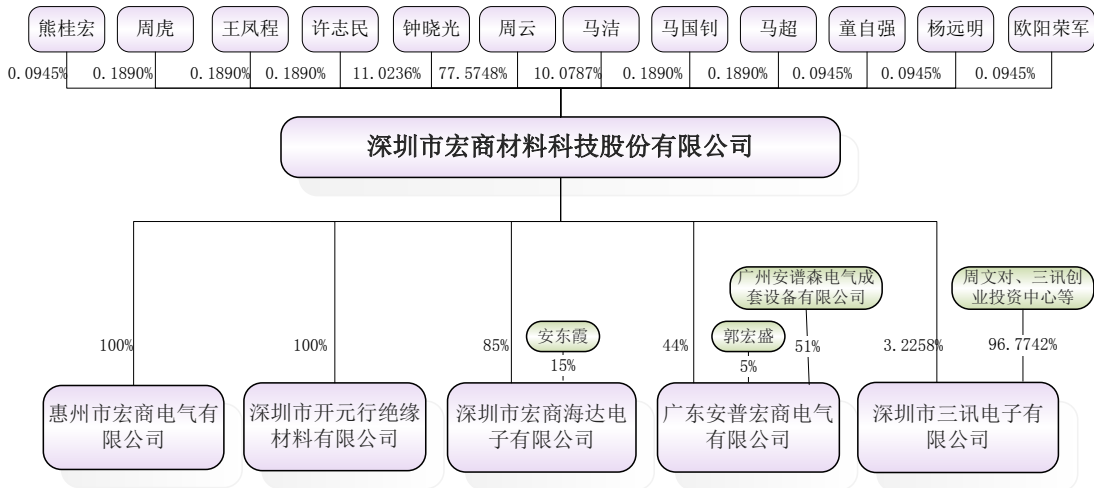 熊桂宏 周虎 王凤程 许志民 钟晓光 周云 马洁 马国钊 马超 童自强 杨远明 欧阳荣军
0.0945% 0.1890% 0.1890% 0.1890% 11.0236% 77.5748% 10.0787% 0.1890% 0.1890% 0.0945% 0.0945% 0.0945%
深圳市宏商材料科技股份有限公司
广州安谱森电气成
套设备有限公司
周文对、三讯创
业投资中心等
安东霞
郭宏盛
100% 100% 85% 44% 51% 3.2258% 96.7742%
15% 5%
惠州市宏商电气有
限公司
深圳市开元行绝缘
材料有限公司
深圳市宏商海达电
子有限公司
广东安普宏商电气
有限公司
深圳市三讯电子有
限公司